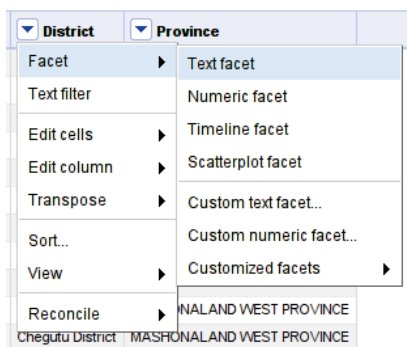 District Province
Facet
Text filter
Edit cells
Edit column
Transpose
Sort...
View
Reconcile
Text facet
Numeric facet
Timeline facet
Scatterplot facet
Custom text facet...
Custom numeric facet...
Customized facets
NALAND WEST PROVINCE
Chegutu District MASHONALAND WEST PROVINCE